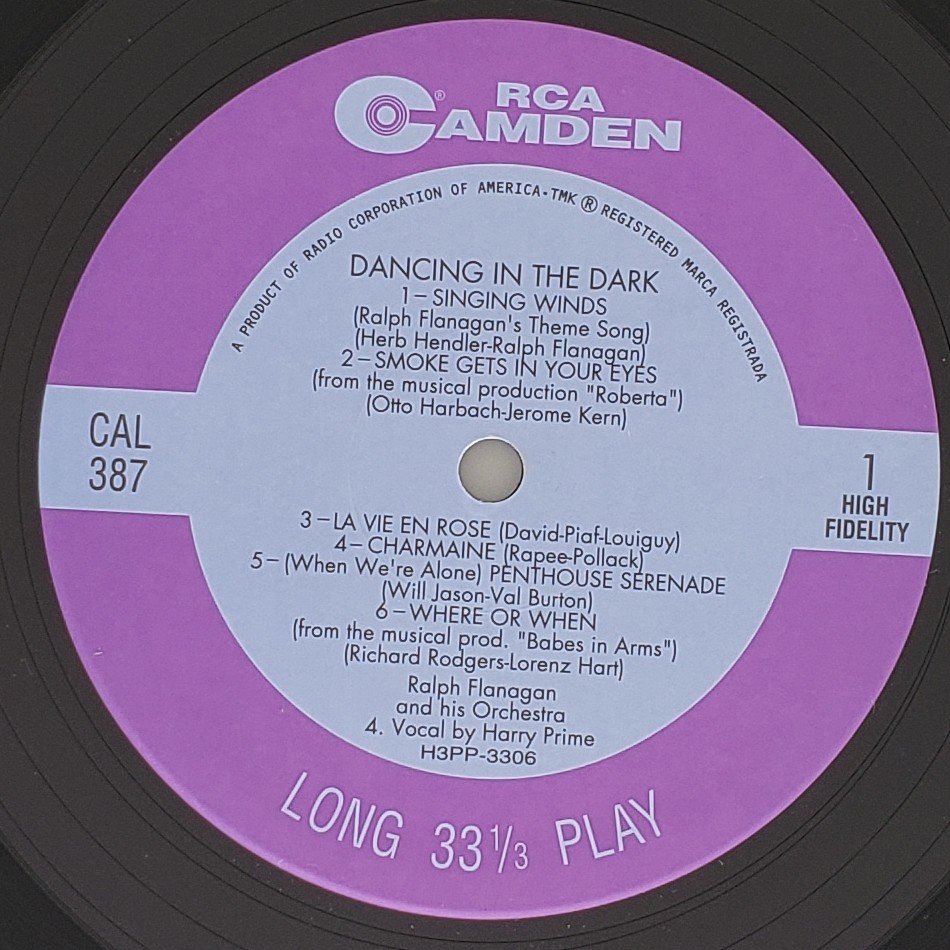 RCA
CAMDEN®
A PRODUCT OF RADIO CORPORATION OF AMERICA-TMK ® REGISTERED MARCA REGISTRADA
DANCING IN THE DARK
1–SINGING WINDS
(Ralph Flanagan's Theme Song)
(Herb Hendler-Ralph Flanagan)
2–SMOKE GETS IN YOUR EYES
(from the musical production "Roberta")
(Otto Harbach-Jerome Kern)
CAL
387
1
HIGH
FIDELITY
3–LA VIE EN ROSE (David-Piaf-Louiguy)
4–CHARMAINE (Rapee-Pollack)
5–(When We're Alone) PENTHOUSE SERENADE
(Will Jason-Val Burton)
6–WHERE OR WHEN
(from the musical prod. "Babes in Arms")
(Richard Rodgers-Lorenz Hart)
Ralph Flanagan
and his Orchestra
4. Vocal by Harry Prime
H3PP-3306
LONG 33⅓ PLAY